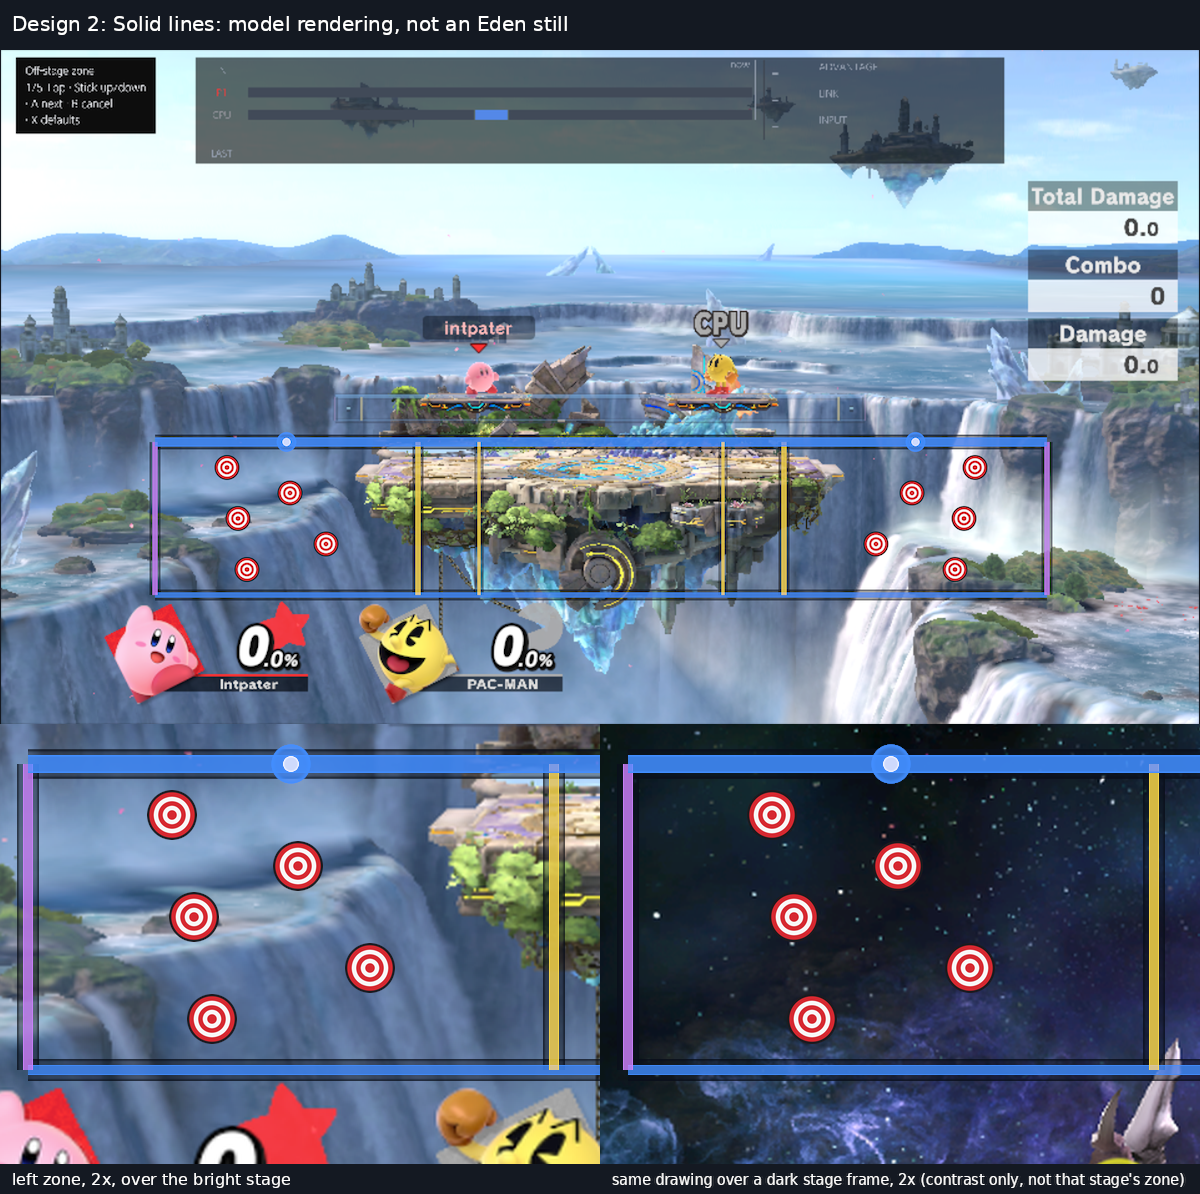 Design 2: Solid lines: model rendering, not an Eden still
Off-stage zone
1/5 Top · Stick up/down
· A next · B cancel
· X defaults
P1
CPU
LAST
now
ADVANTAGE
LINK
INPUT
Total Damage
0.0
Combo
0
Damage
0.0
intpater
CPU
0.0%
Intpater
0.0%
PAC-MAN
left zone, 2x, over the bright stage
same drawing over a dark stage frame, 2x (contrast only, not that stage's zone)